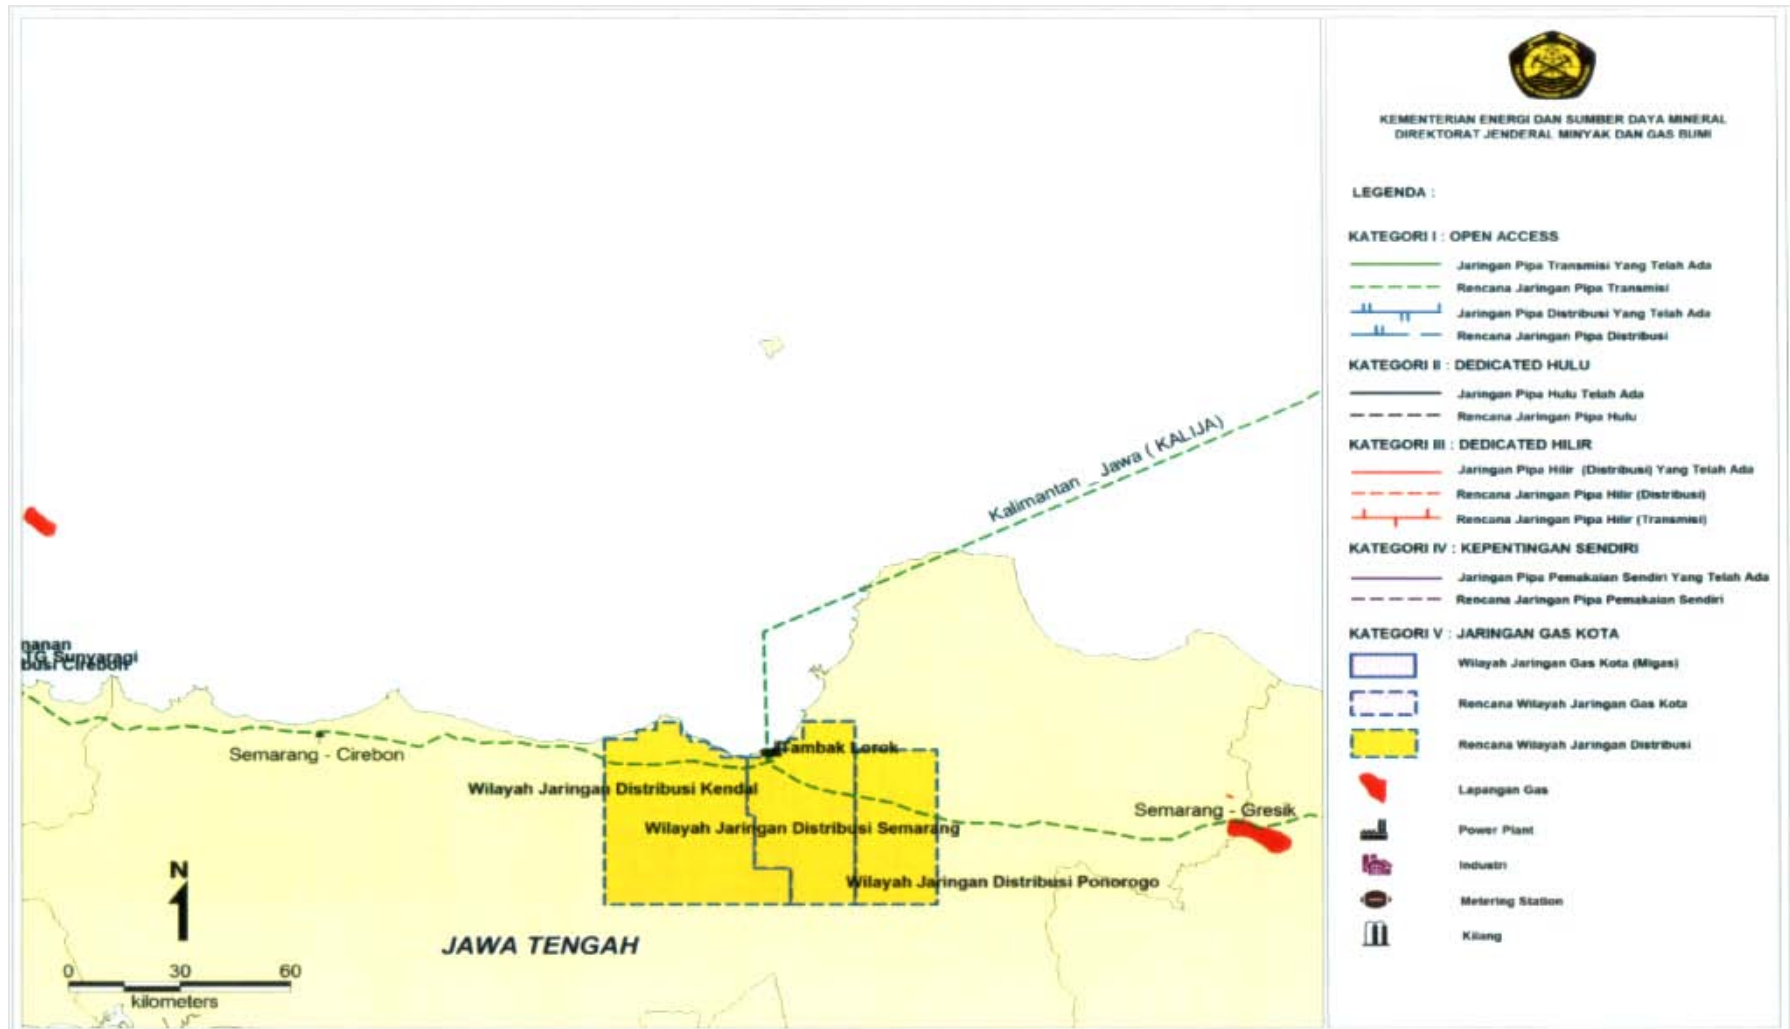 KEMENTERIAN ENERGI DAN SUMBER DAYA MINERAL
DIREKTORAT JENDERAL MINYAK DAN GAS BUMI
LEGENDA :
KATEGORI I : OPEN ACCESS
Jaringan Pipa Transmisi Yang Telah Ada
Rencana Jaringan Pipa Transmisi
Jaringan Pipa Distribusi Yang Telah Ada
Rencana Jaringan Pipa Distribusi
KATEGORI II : DEDICATED HULU
Jaringan Pipa Hulu Telah Ada
Rencana Jaringan Pipa Hulu
KATEGORI III : DEDICATED HILIR
Jaringan Pipa Hilir (Distribusi) Yang Telah Ada
Rencana Jaringan Pipa Hilir (Distribusi)
Rencana Jaringan Pipa Hilir (Transmisi)
KATEGORI IV : KEPENTINGAN SENDIRI
Jaringan Pipa Pemakaian Sendiri Yang Telah Ada
Rencana Jaringan Pipa Pemakaian Sendiri
KATEGORI V : JARINGAN GAS KOTA
Wilayah Jaringan Gas Kota (Migas)
Rencana Wilayah Jaringan Gas Kota
Rencana Wilayah Jaringan Distribusi
Lapangan Gas
Power Plant
Industri
Metering Station
Kilang
Kalimantan _ Jawa ( KALIJA)
nanan
TG Sunyaragi
busi Cirebon
Semarang - Cirebon
Tambak Lorok
Wilayah Jaringan Distribusi Kendal
Semarang - Gresik
Wilayah Jaringan Distribusi Semarang
Wilayah Jaringan Distribusi Ponorogo
N
JAWA TENGAH
0 30 60
kilometers